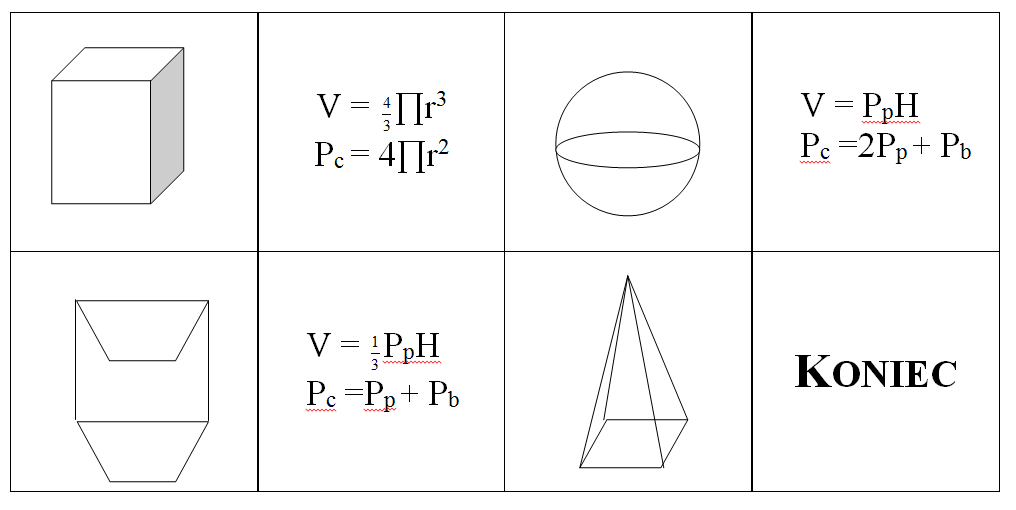 V = 4/3∏r³
Pc = 4∏r²
V = PpH
Pc =2Pp + Pb
V = 1/3PpH
Pc =Pp + Pb
KONIEC